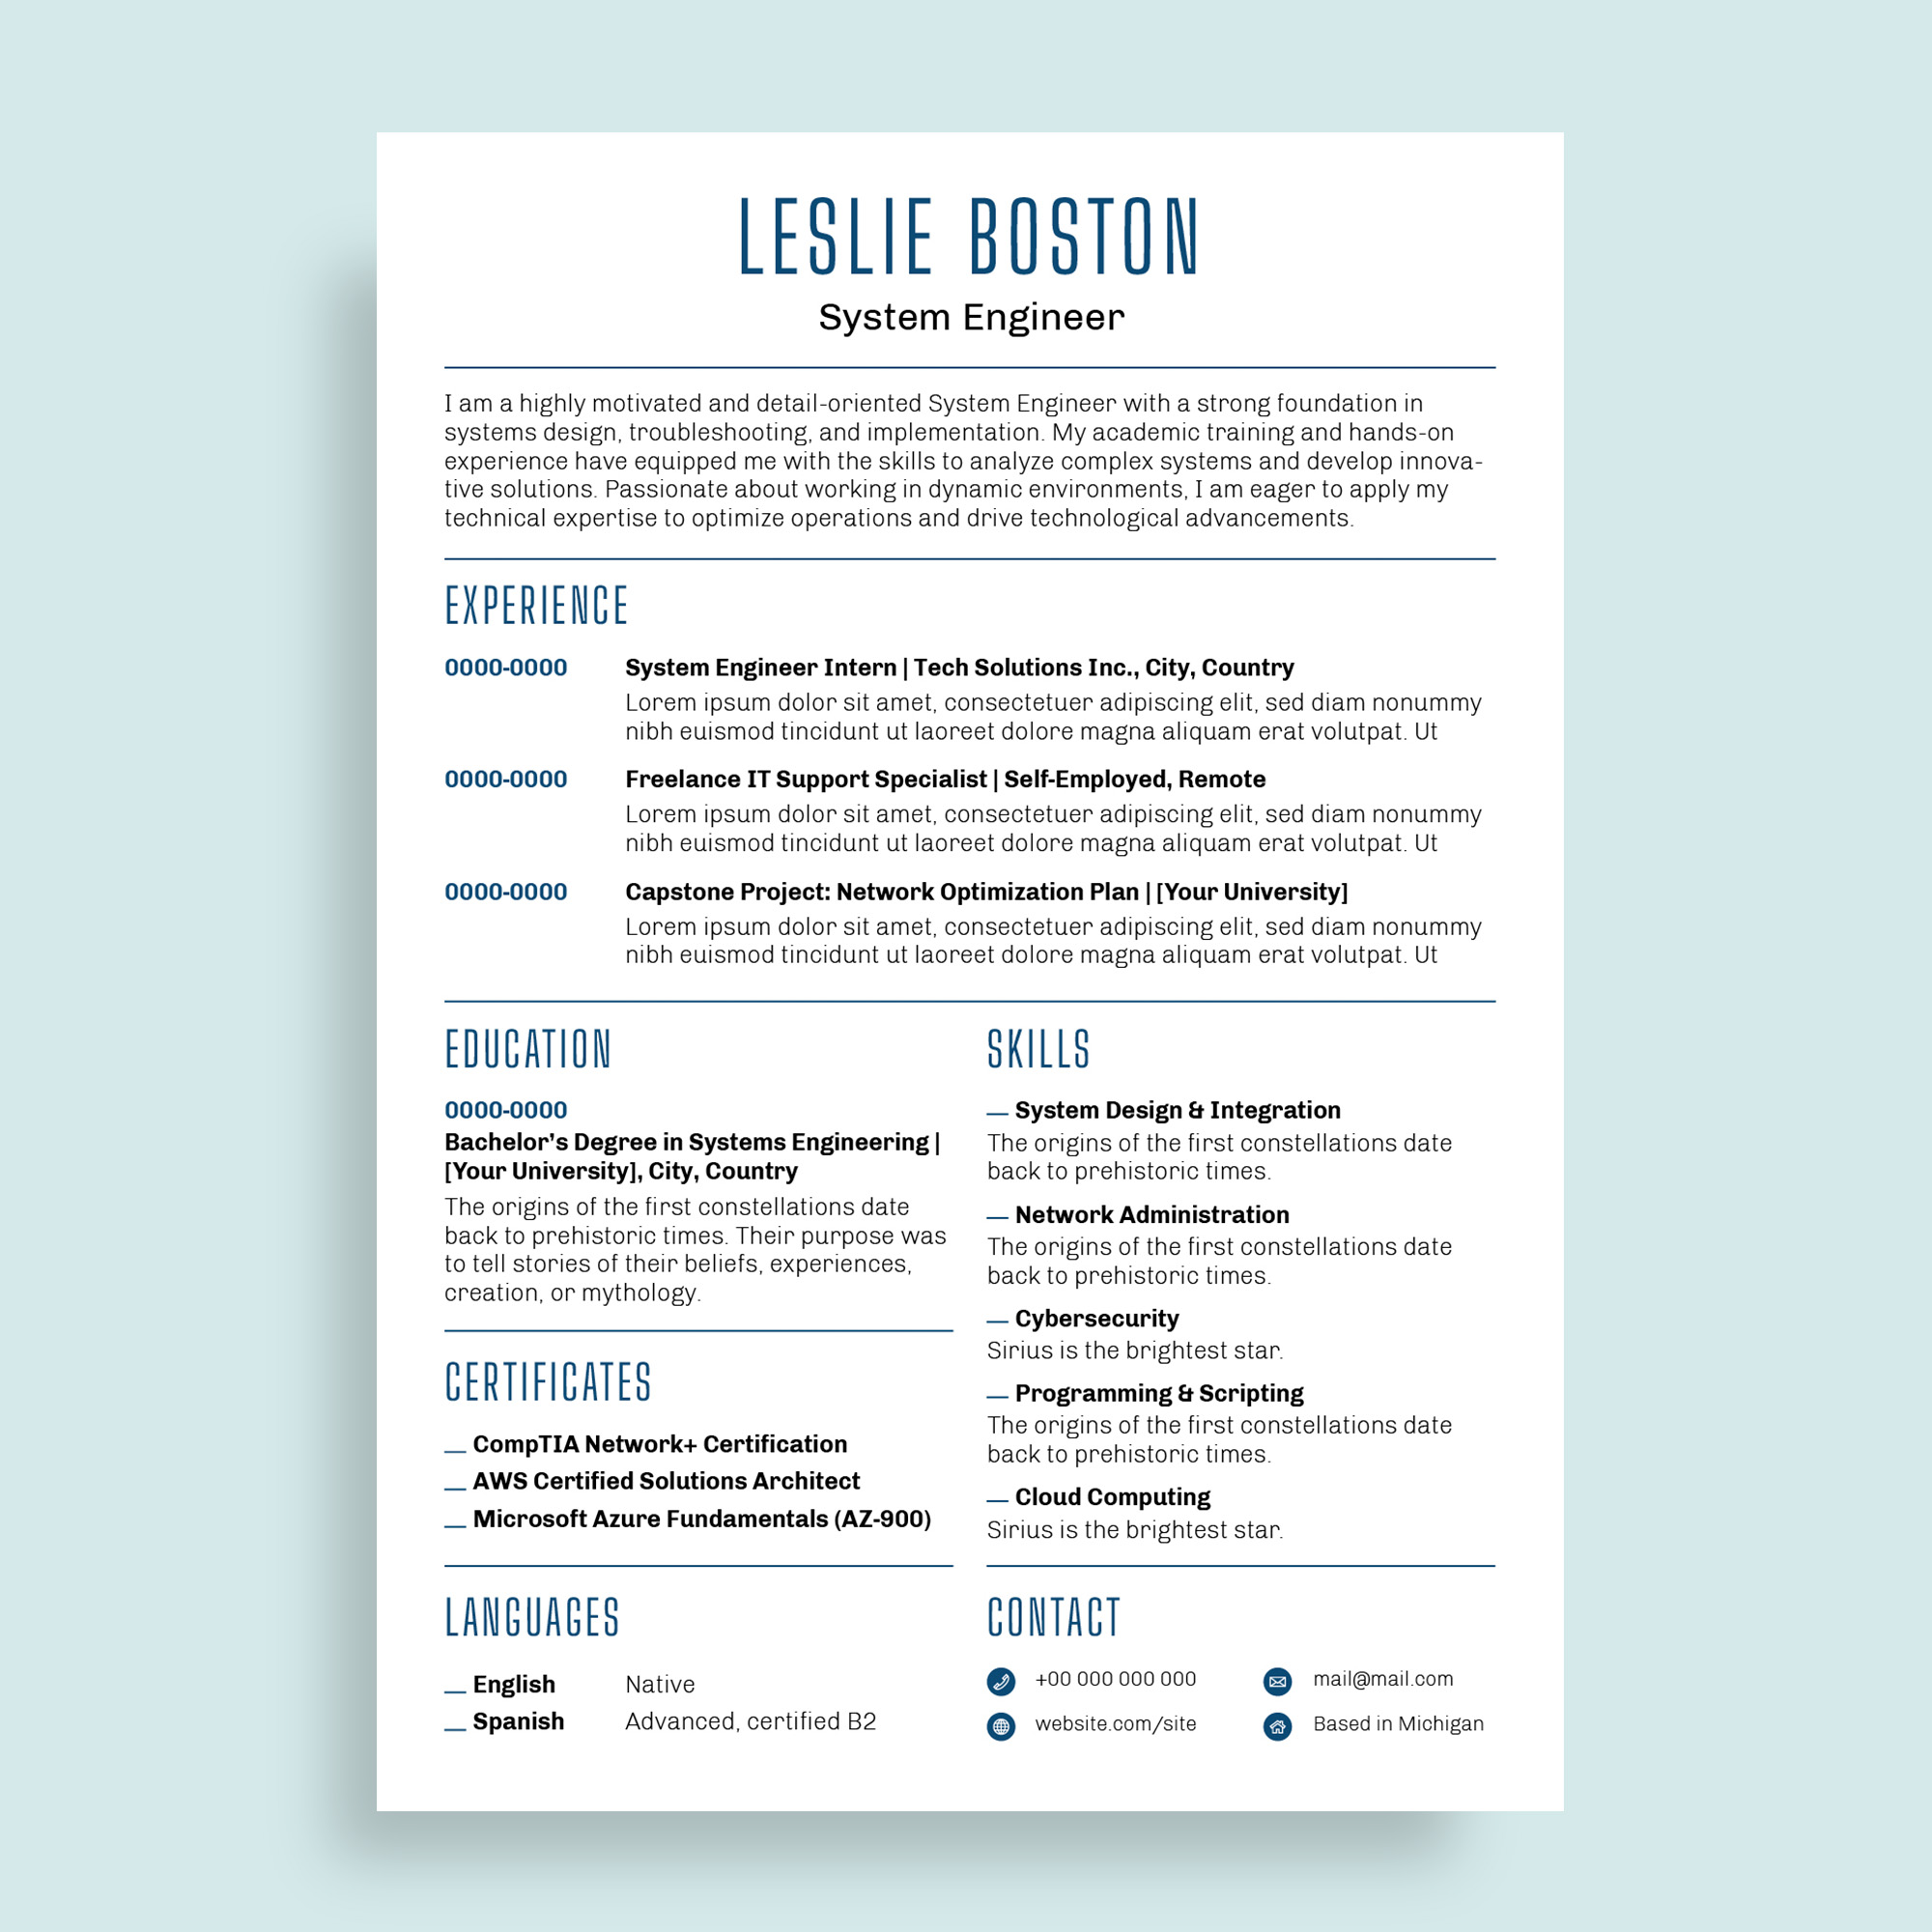 LESLIE BOSTON
System Engineer
I am a highly motivated and detail-oriented System Engineer with a strong foundation in
systems design, troubleshooting, and implementation. My academic training and hands-on
experience have equipped me with the skills to analyze complex systems and develop innova-
tive solutions. Passionate about working in dynamic environments, I am eager to apply my
technical expertise to optimize operations and drive technological advancements.
EXPERIENCE
0000-0000 System Engineer Intern | Tech Solutions Inc., City, Country
Lorem ipsum dolor sit amet, consectetuer adipiscing elit, sed diam nonummy
nibh euismod tincidunt ut laoreet dolore magna aliquam erat volutpat. Ut
0000-0000 Freelance IT Support Specialist | Self-Employed, Remote
Lorem ipsum dolor sit amet, consectetuer adipiscing elit, sed diam nonummy
nibh euismod tincidunt ut laoreet dolore magna aliquam erat volutpat. Ut
0000-0000 Capstone Project: Network Optimization Plan | [Your University]
Lorem ipsum dolor sit amet, consectetuer adipiscing elit, sed diam nonummy
nibh euismod tincidunt ut laoreet dolore magna aliquam erat volutpat. Ut
EDUCATION
0000-0000
Bachelor's Degree in Systems Engineering |
[Your University], City, Country
The origins of the first constellations date
back to prehistoric times. Their purpose was
to tell stories of their beliefs, experiences,
creation, or mythology.
CERTIFICATES
CompTIA Network+ Certification
AWS Certified Solutions Architect
Microsoft Azure Fundamentals (AZ-900)
LANGUAGES
English Native
Spanish Advanced, certified B2
SKILLS
System Design & Integration
The origins of the first constellations date
back to prehistoric times.
Network Administration
The origins of the first constellations date
back to prehistoric times.
Cybersecurity
Sirius is the brightest star.
Programming & Scripting
The origins of the first constellations date
back to prehistoric times.
Cloud Computing
Sirius is the brightest star.
CONTACT
+00 000 000 000 mail@mail.com
website.com/site Based in Michigan